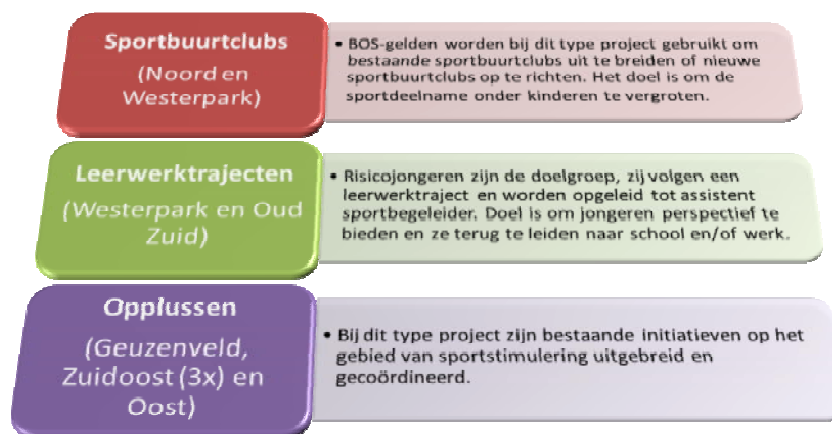 Sportbuurtclubs
(Noord en
Westerpark)
• BOS-gelden worden bij dit type project gebruikt om
bestaande sportbuurtclubs uit te breiden of nieuwe
sportbuurtclubs op te richten. Het doel is om de
sportdeelname onder kinderen te vergroten.
Leerwerktrajecten
(Westerpark en Oud
Zuid)
• Risicojongeren zijn de doelgroep, zij volgen een
leerwerktraject en worden opgeleid tot assistent
sportbegeleider. Doel is om jongeren perspectief te
bieden en ze terug te leiden naar school en/of werk.
Opplussen
(Geuzenveld,
Zuidoost (3x) en
Oost)
• Bij dit type project zijn bestaande initiatieven op het
gebied van sportstimulering uitgebreid en
gecoördineerd.